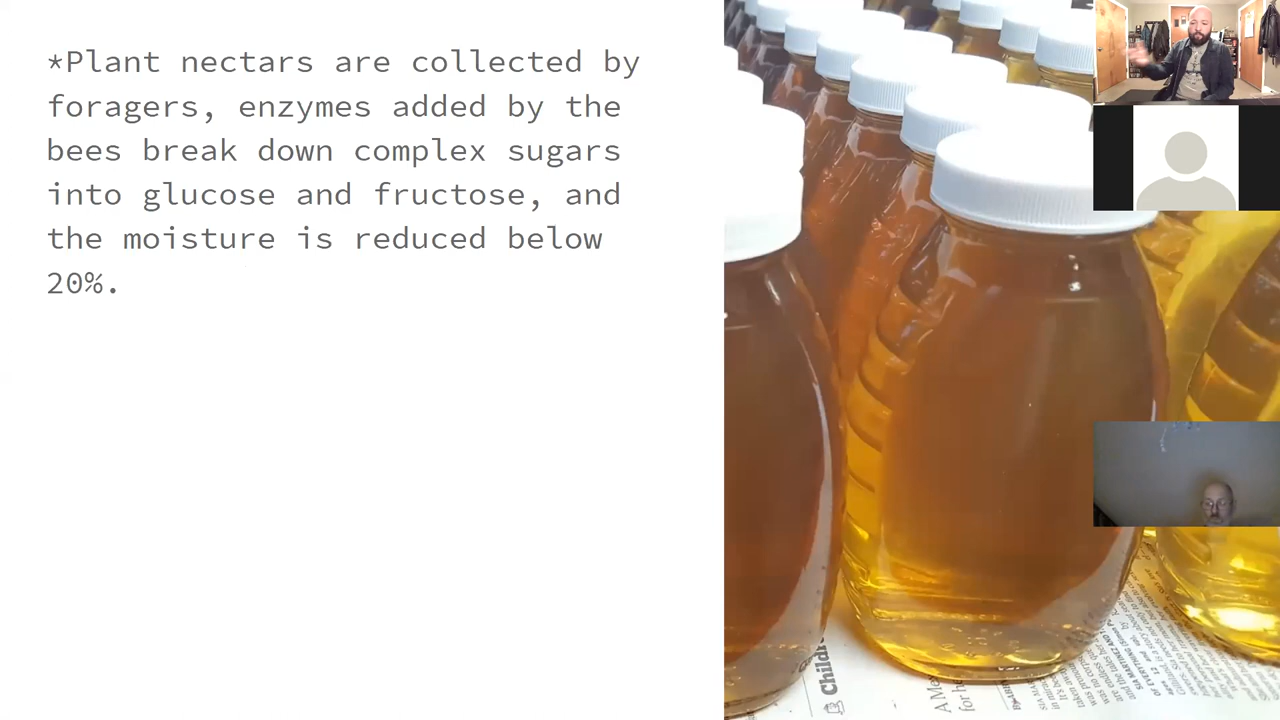 *Plant nectars are collected by
foragers, enzymes added by the
bees break down complex sugars
into glucose and fructose, and
the moisture is reduced below
20%.